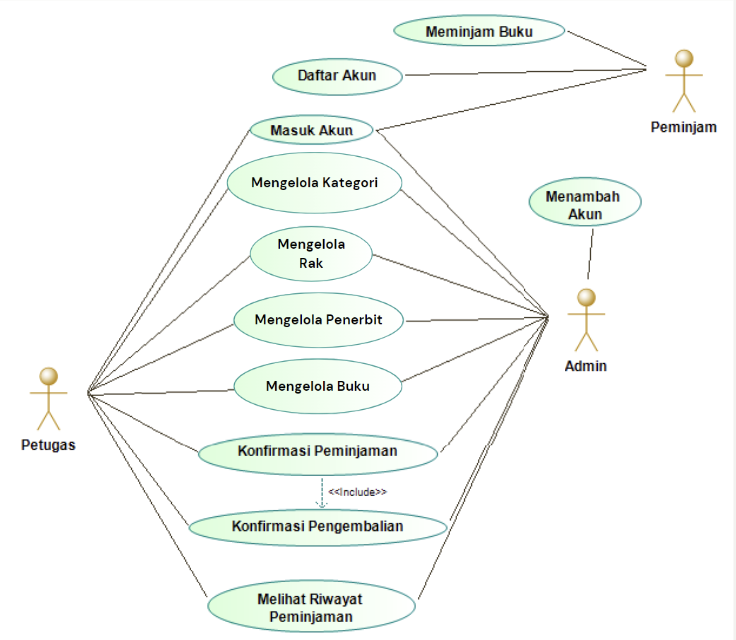 Meminjam Buku
Daftar Akun
Peminjam
Masuk Akun
Mengelola Kategori
Menambah
Akun
Mengelola
Rak
Mengelola Penerbit
Admin
Mengelola Buku
Petugas
Konfirmasi Peminjaman
<<Include>>
Konfirmasi Pengembalian
Melihat Riwayat
Peminjaman